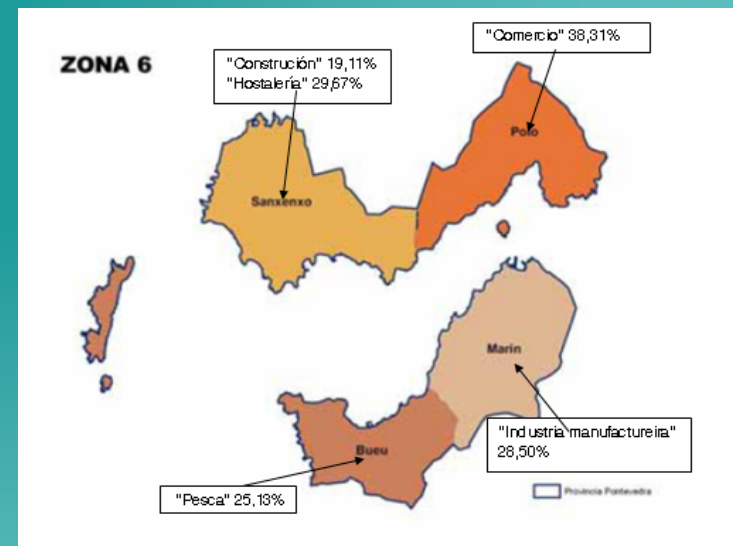 ZONA 6
"Construción" 19,11%
"Hostalería" 29,67%
"Comercio" 38,31%
Poio
Sanxenxo
Marin
"Industria manufactureira"
28,50%
Bueu
"Pesca" 25,13%
Provincia Pontevedra